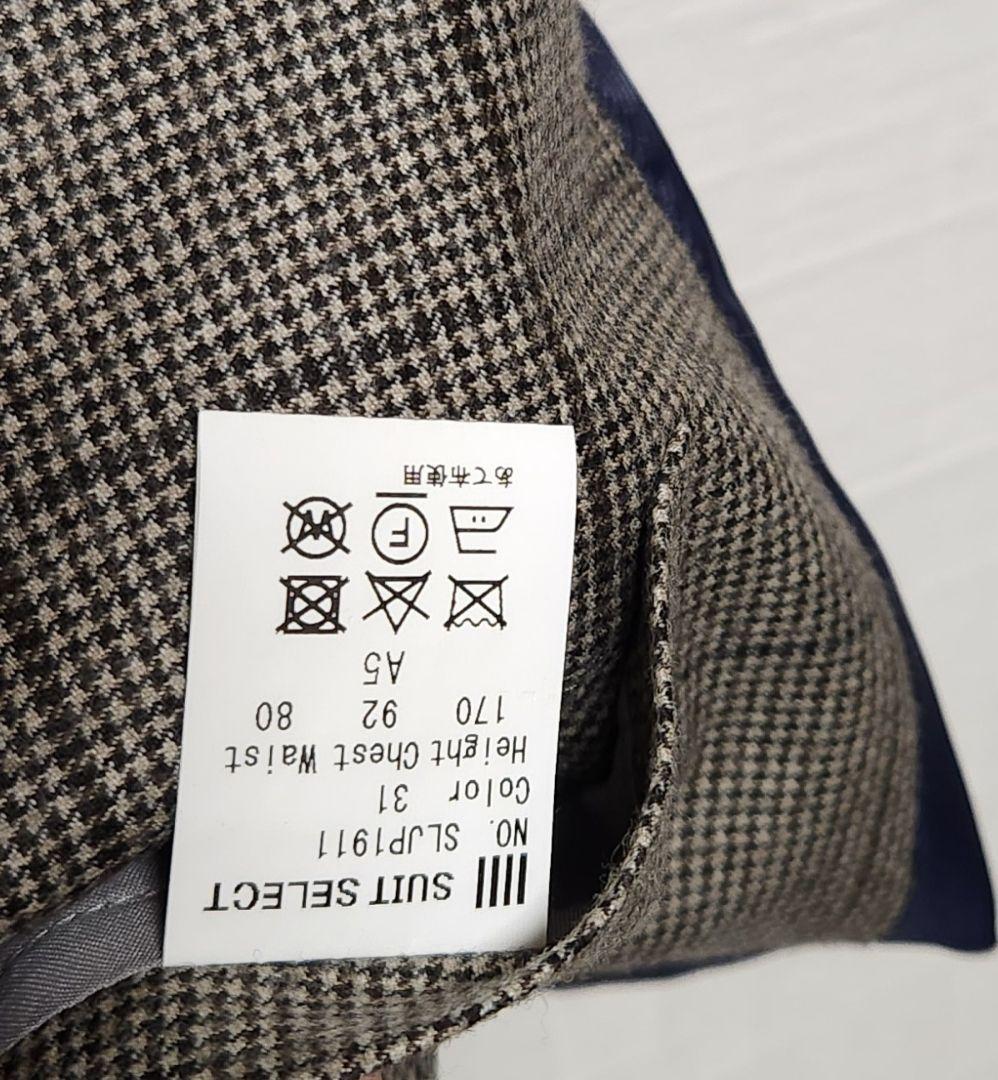 SUIT SELECT
NO. SLJP1911
Color 31
Height Chest Waist
170 92 80
A5
F W
あて布使用